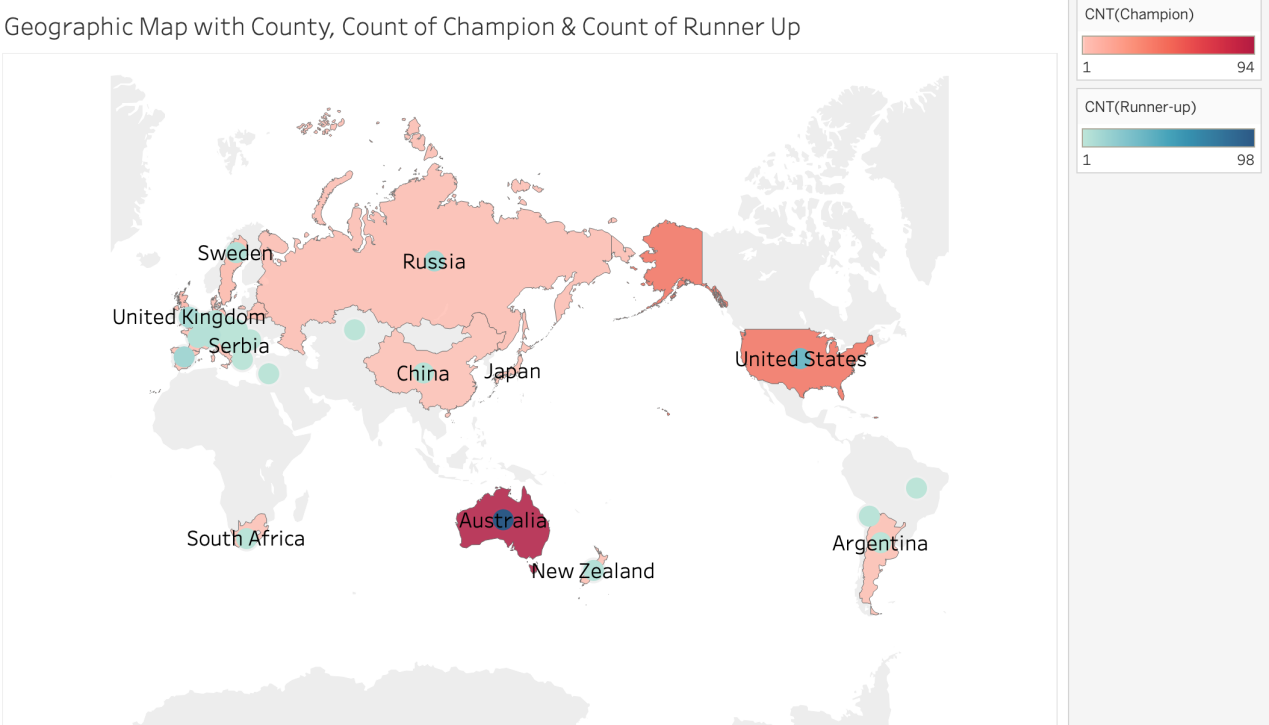 Geographic Map with County, Count of Champion & Count of Runner Up
CNT(Champion)
1 94
CNT(Runner-up)
1 98
Sweden
Russia
United Kingdom
Serbia
China
Japan
United States
South Africa
Australia
New Zealand
Argentina